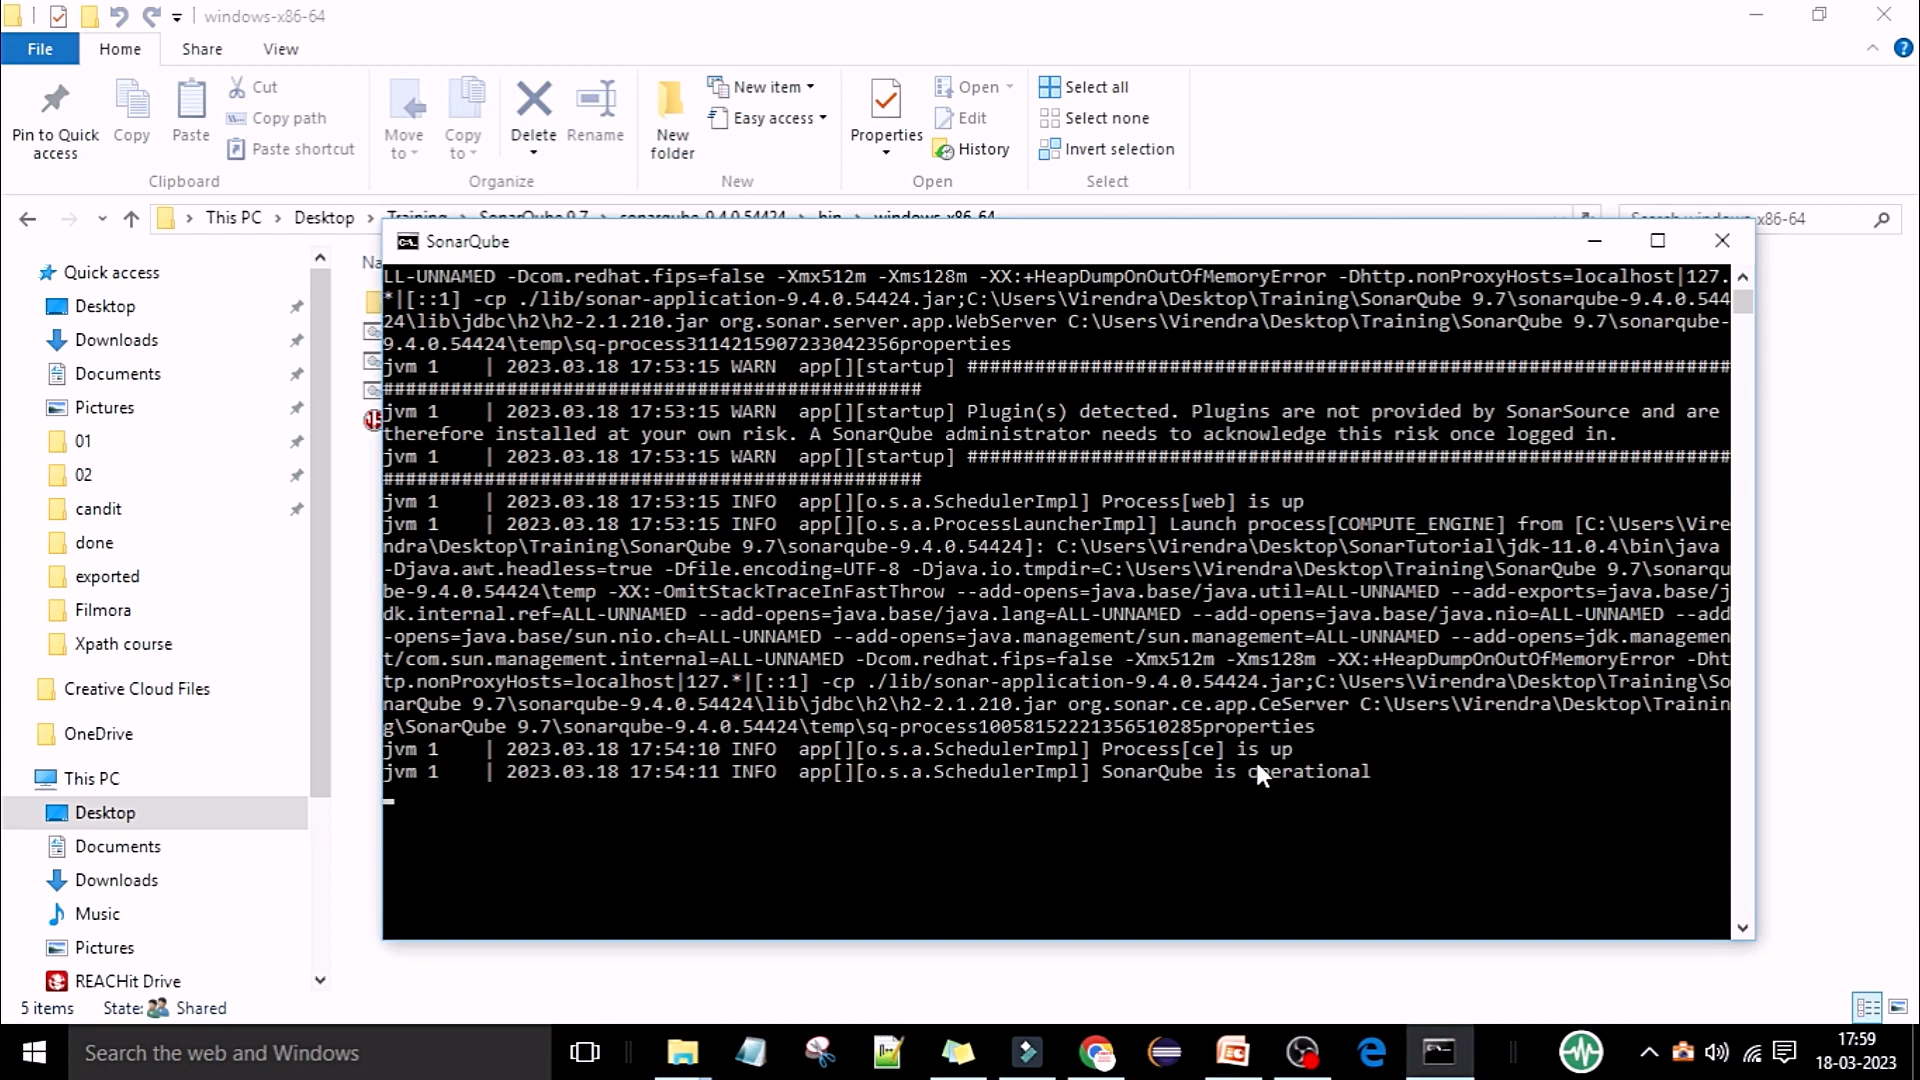 windows-x86-64
File
Home
Share
View
Pin to Quick access
Copy
Paste
Cut
Copy path
Paste shortcut
Clipboard
Move to
Copy to
Delete
Rename
Organize
New folder
New item
Easy access
New
Properties
Open
Edit
History
Open
Select all
Select none
Invert selection
Select
This PC > Desktop > Training > SonarQube 9.7 > sonarqube-9.4.0.54424 > bin > windows-x86-64
Search windows-x86-64
Quick access
Desktop
Downloads
Documents
Pictures
01
02
candit
done
exported
Filmora
Xpath course
Creative Cloud Files
OneDrive
This PC
Desktop
Documents
Downloads
Music
Pictures
REACHit Drive
5 items
State: Shared
Na
SonarQube
LL-UNNAMED -Dcom.redhat.fips=false -Xmx512m -Xms128m -XX:+HeapDumpOnOutOfMemoryError -Dhttp.nonProxyHosts=localhost|127.
*|[::1] -cp ./lib/sonar-application-9.4.0.54424.jar;C:\Users\Virendra\Desktop\Training\SonarQube 9.7\sonarqube-9.4.0.544
24\lib\jdbc\h2\h2-2.1.210.jar org.sonar.server.app.WebServer C:\Users\Virendra\Desktop\Training\SonarQube 9.7\sonarqube-
9.4.0.54424\temp\sq-process3114215907233042356properties
jvm 1    | 2023.03.18 17:53:15 WARN  app[][startup] ####################################################################
################################################
jvm 1    | 2023.03.18 17:53:15 WARN  app[][startup] Plugin(s) detected. Plugins are not provided by SonarSource and are
therefore installed at your own risk. A SonarQube administrator needs to acknowledge this risk once logged in.
jvm 1    | 2023.03.18 17:53:15 WARN  app[][startup] ####################################################################
################################################
jvm 1    | 2023.03.18 17:53:15 INFO  app[][o.s.a.SchedulerImpl] Process[web] is up
jvm 1    | 2023.03.18 17:53:15 INFO  app[][o.s.a.ProcessLauncherImpl] Launch process[COMPUTE_ENGINE] from [C:\Users\Vire
ndra\Desktop\Training\SonarQube 9.7\sonarqube-9.4.0.54424]: C:\Users\Virendra\Desktop\SonarTutorial\jdk-11.0.4\bin\java
-Djava.awt.headless=true -Dfile.encoding=UTF-8 -Djava.io.tmpdir=C:\Users\Virendra\Desktop\Training\SonarQube 9.7\sonarqu
be-9.4.0.54424\temp -XX:-OmitStackTraceInFastThrow --add-opens=java.base/java.util=ALL-UNNAMED --add-exports=java.base/j
dk.internal.ref=ALL-UNNAMED --add-opens=java.base/java.lang=ALL-UNNAMED --add-opens=java.base/java.nio=ALL-UNNAMED --add
-opens=java.base/sun.nio.ch=ALL-UNNAMED --add-opens=java.management/sun.management=ALL-UNNAMED --add-opens=jdk.managemen
t/com.sun.management.internal=ALL-UNNAMED -Dcom.redhat.fips=false -Xmx512m -Xms128m -XX:+HeapDumpOnOutOfMemoryError -Dht
tp.nonProxyHosts=localhost|127.*|[::1] -cp ./lib/sonar-application-9.4.0.54424.jar;C:\Users\Virendra\Desktop\Training\So
narQube 9.7\sonarqube-9.4.0.54424\lib\jdbc\h2\h2-2.1.210.jar org.sonar.ce.app.CeServer C:\Users\Virendra\Desktop\Trainin
g\SonarQube 9.7\sonarqube-9.4.0.54424\temp\sq-process10058152221356510285properties
jvm 1    | 2023.03.18 17:54:10 INFO  app[][o.s.a.SchedulerImpl] Process[ce] is up
jvm 1    | 2023.03.18 17:54:11 INFO  app[][o.s.a.SchedulerImpl] SonarQube is operational
Search the web and Windows
17:59
18-03-2023